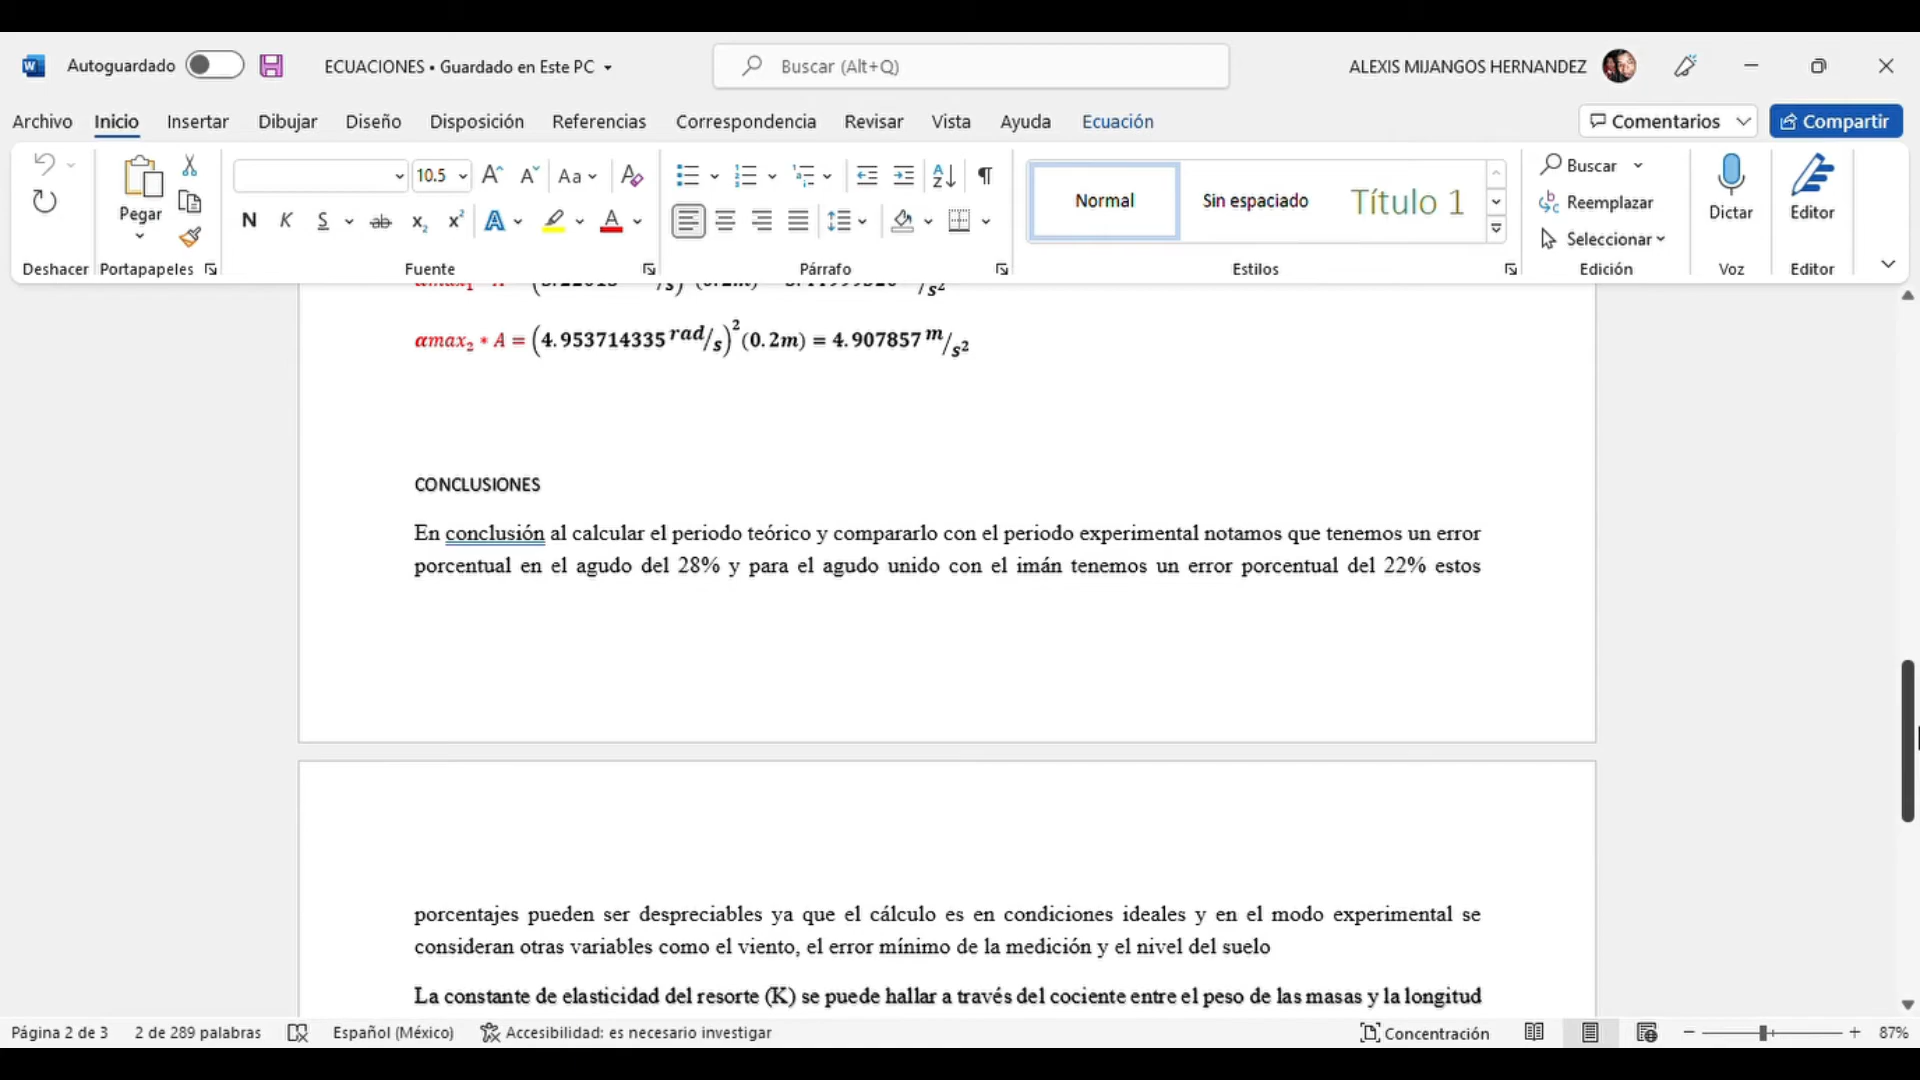 Autoguardado
ECUACIONES • Guardado en Este PC
Buscar (Alt+Q)
ALEXIS MIJANGOS HERNANDEZ
Archivo Inicio Insertar Dibujar Diseño Disposición Referencias Correspondencia Revisar Vista Ayuda Ecuación
Comentarios
Compartir
Pegar
10.5
N K S ab x₂ x²
Aa
Normal
Sin espaciado
Título 1
Buscar
Reemplazar
Seleccionar
Dictar
Editor
Deshacer Portapapeles Fuente Párrafo Estilos Edición Voz Editor
αmax₂ * A = (4.953714335 rad/s)² (0.2m) = 4.907857 m/s²
CONCLUSIONES
En conclusión al calcular el periodo teórico y compararlo con el periodo experimental notamos que tenemos un error
porcentual en el agudo del 28% y para el agudo unido con el imán tenemos un error porcentual del 22% estos
porcentajes pueden ser despreciables ya que el cálculo es en condiciones ideales y en el modo experimental se
consideran otras variables como el viento, el error mínimo de la medición y el nivel del suelo
La constante de elasticidad del resorte (K) se puede hallar a través del cociente entre el peso de las masas y la longitud
Página 2 de 3 2 de 289 palabras Español (México) Accesibilidad: es necesario investigar Concentración 87%